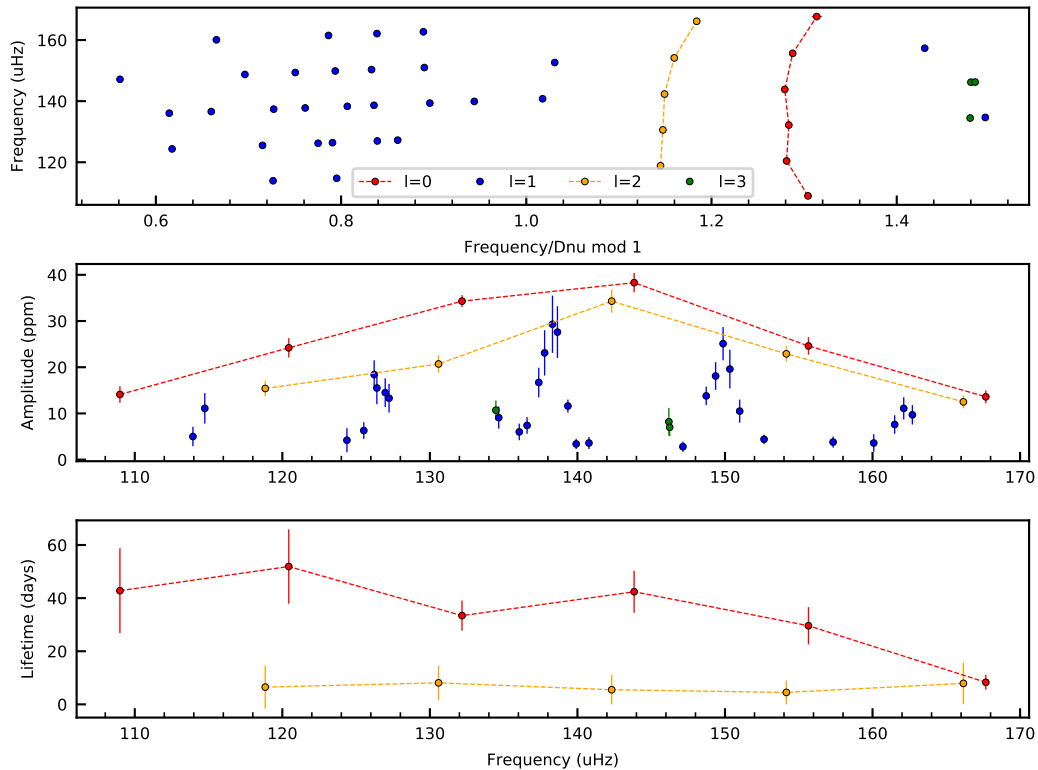 Frequency (uHz)
160
140
120
l=0 l=1 l=2 l=3
0.6 0.8 1.0 1.2 1.4
Frequency/Dnu mod 1
Amplitude (ppm)
40
30
20
10
0
110 120 130 140 150 160 170
Lifetime (days)
60
40
20
0
110 120 130 140 150 160 170
Frequency (uHz)